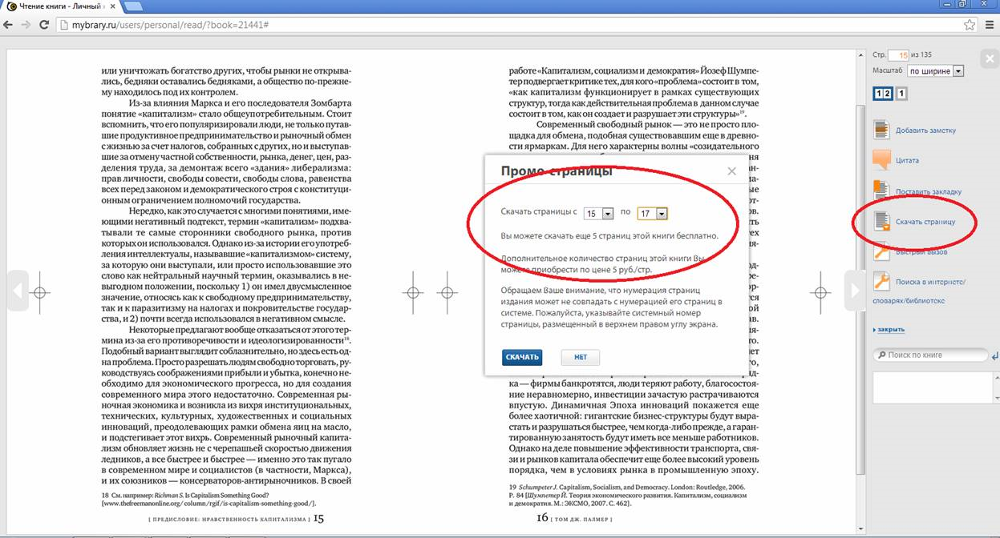 Чтение книги - Личный
mybrary.ru/users/personal/read/?book=21441#
или уничтожать богатство других, чтобы рынки не открыва-
лись, бедняки оставались бедняками, а общество по-прежне-
му находилось под их контролем.
Из-за влияния Маркса и его последователя Зомбарта
понятие «капитализм» стало общеупотребительным. Стоит
вспомнить, что его популяризировали люди, не только путав-
шие продуктивное предпринимательство и рыночный обмен
с жизнью за счет налогов, собранных с других, но и выступав-
шие за отмену частной собственности, рынка, денег, цен, раз-
деления труда, за демонтаж всего «здания» либерализма:
прав личности, свободы совести, свободы слова, равенства
всех перед законом и демократического строя с конституци-
онным ограничением полномочий государства.
Нередко, как это случается с многими понятиями, име-
ющими негативный подтекст, термин «капитализм» подхва-
тывали те самые сторонники свободного рынка, против
которых он использовался. Однако из-за истории его употреб-
ления интеллектуалы, называвшие «капитализмом» систему,
за которую они выступали, или просто использовавшие это
слово как нейтральный научный термин, оказывались в не-
выгодном положении, поскольку 1) он имел двусмысленное
значение, относясь как к свободному предпринимательству,
так и к паразитизму на налогах и покровительстве государ-
ства, и 2) почти всегда использовался в негативном смысле.
Некоторые предлагают вообще отказаться от этого тер-
мина из-за его противоречивости и идеологизированности¹⁸.
Подобный вариант выглядит соблазнительно, но здесь есть од-
на проблема. Просто разрешать людям свободно торговать, ру-
ководствуясь соображениями прибыли и убытка, конечно не-
обходимо для экономического прогресса, но для создания
современного мира этого недостаточно. Современная ры-
ночная экономика и возникла из вихря институциональных,
технических, культурных, художественных и социальных
инноваций, преодолевающих рамки обмена яиц на масло,
и подстегивает этот вихрь. Современный рыночный капита-
лизм обновляет жизнь не с черепашьей скоростью движения
ледников, а все быстрее и быстрее — именно это так пугало
в современном мире и социалистов (в частности, Маркса),
и их союзников — консерваторов-антирыночников. В своей
18 См. например: Richman S. Is Capitalism Something Good?
[www.thefreemanonline.org/column/rgif/is-capitalism-something-good/].
[ ПРЕДИСЛОВИЕ: НРАВСТВЕННОСТЬ КАПИТАЛИЗМА ] 15
работе «Капитализм, социализм и демократия» Йозеф Шумпе-
тер подвергает критике тех, для кого «проблема» состоит в том,
«как капитализм функционирует в рамках существующих
структур, тогда как действительная проблема в данном случае
состоит в том, как он создает и разрушает эти структуры»¹⁹.
Современный свободный рынок — это не просто пло-
щадка для обмена, подобная существовавшим еще в древно-
сти ярмаркам. Для него характерны волны «созидательного
Промо-страницы
Скачать страницы с 15 по 17
Вы можете скачать еще 5 страниц этой книги бесплатно.
Дополнительное количество страниц этой книги Вы
можете приобрести по цене 5 руб./стр.
Обращаем Ваше внимание, что нумерация страниц
издания может не совпадать с нумерацией его страниц в
системе. Пожалуйста, указывайте системный номер
страницы, размещенный в верхнем правом углу экрана.
СКАЧАТЬ НЕТ
ка — фирмы банкротятся, люди теряют работу, благосостоя-
ние неравномерно, инвестиции зачастую растрачиваются
впустую. Динамичная Эпоха инноваций покажется еще
более хаотичной: гигантские бизнес-структуры будут выра-
стать и разрушаться быстрее, чем когда-либо прежде, а гаран-
тированную занятость будут иметь все меньше работников.
Однако на деле повышение эффективности транспорта, свя-
зи и рынков капитала обеспечит еще более высокий уровень
порядка, чем в условиях рынка в промышленную эпоху.
19 Schumpeter J. Capitalism, Socialism, and Democracy. London: Routledge, 2006.
P. 84 [Шумпетер Й. Теория экономического развития. Капитализм, социализм
и демократия. М.: ЭКСМО, 2007. С. 462].
16 [ ТОМ ДЖ. ПАЛМЕР ]
Стр. 15 из 135
Масштаб по ширине
1 2 1
Добавить заметку
Цитата
Поставить закладку
Скачать страницу
Быстрый вызов
Поиска в интернете/
словарях/библиотеке
закрыть
Поиск по книге